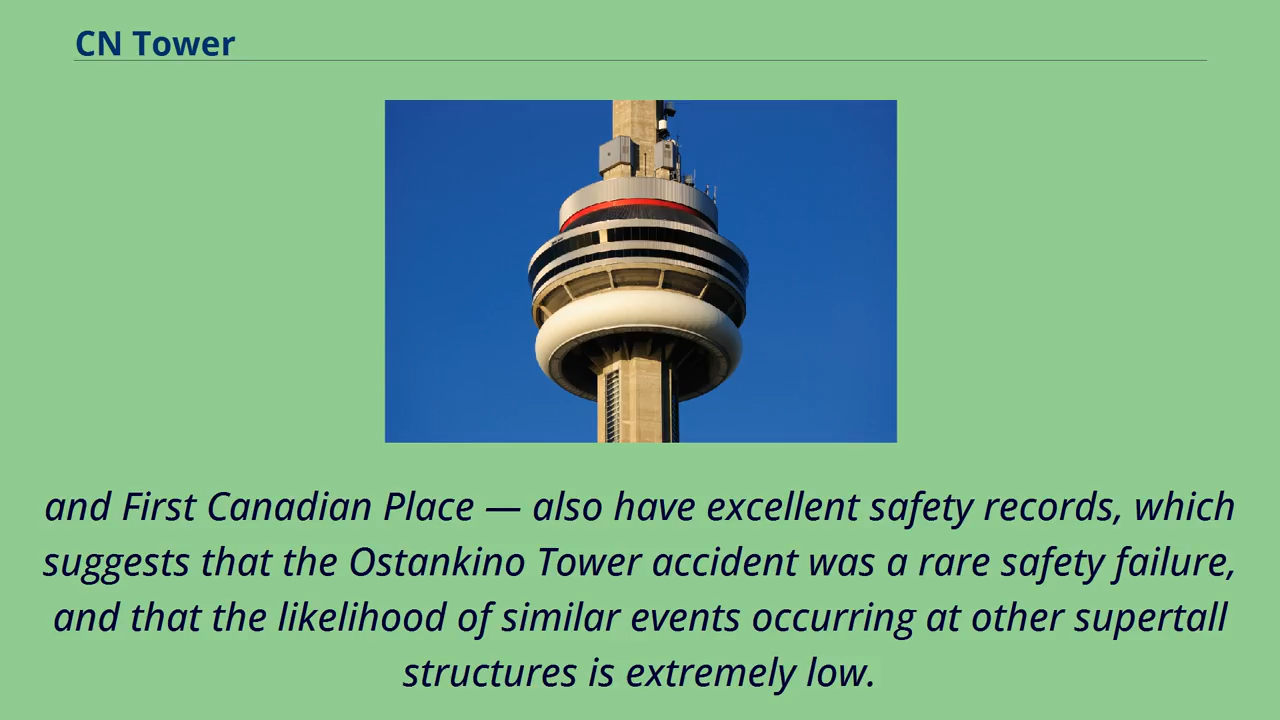 CN Tower
and First Canadian Place — also have excellent safety records, which
suggests that the Ostankino Tower accident was a rare safety failure,
and that the likelihood of similar events occurring at other supertall
structures is extremely low.